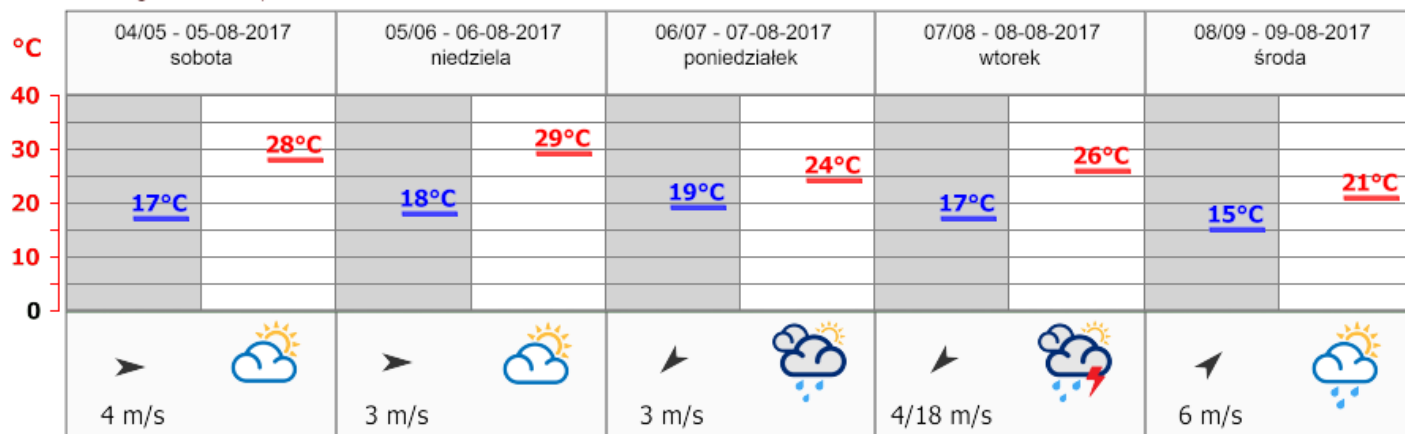 °C
04/05 - 05-08-2017
sobota
05/06 - 06-08-2017
niedziela
06/07 - 07-08-2017
poniedziałek
07/08 - 08-08-2017
wtorek
08/09 - 09-08-2017
środa
40
30
20
10
0
17°C
28°C
18°C
29°C
19°C
24°C
17°C
26°C
15°C
21°C
4 m/s
3 m/s
3 m/s
4/18 m/s
6 m/s